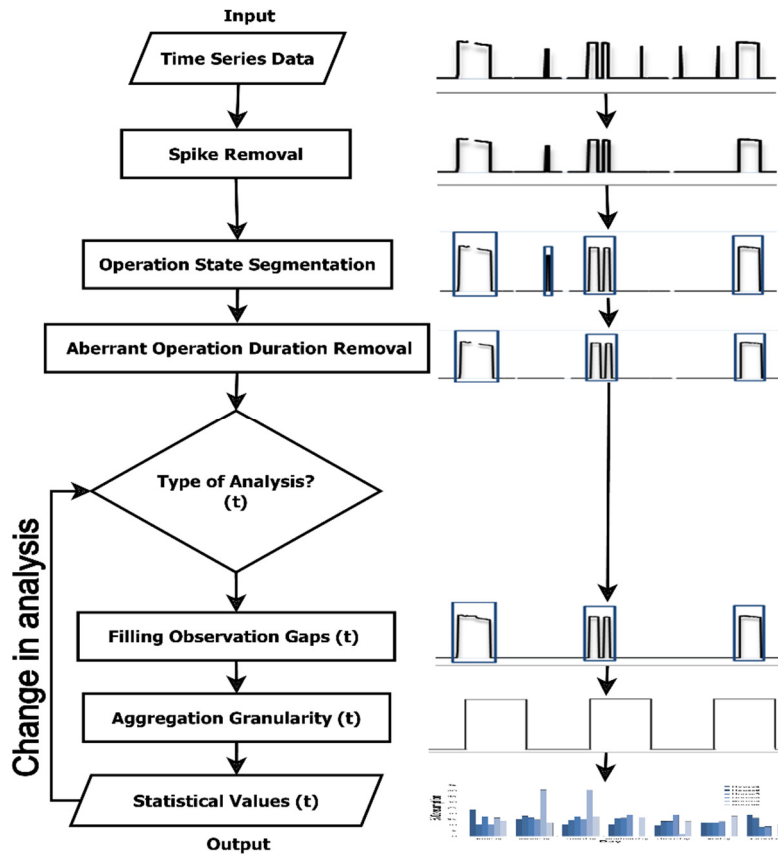 Input
Time Series Data
Spike Removal
Operation State Segmentation
Aberrant Operation Duration Removal
Type of Analysis?
(t)
Change in analysis
Filling Observation Gaps (t)
Aggregation Granularity (t)
Statistical Values (t)
Output